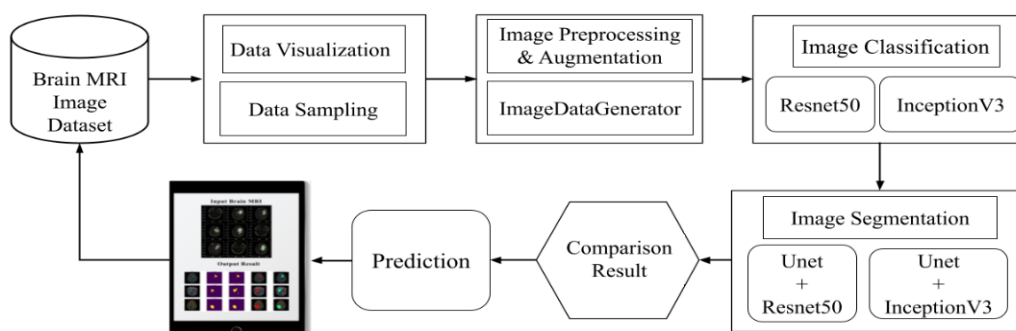 Brain MRI
Image
Dataset
Data Visualization
Data Sampling
Image Preprocessing
& Augmentation
ImageDataGenerator
Image Classification
Resnet50
InceptionV3
Input Brain MRI
Output Result
Prediction
Comparison
Result
Image Segmentation
Unet
+
Resnet50
Unet
+
InceptionV3